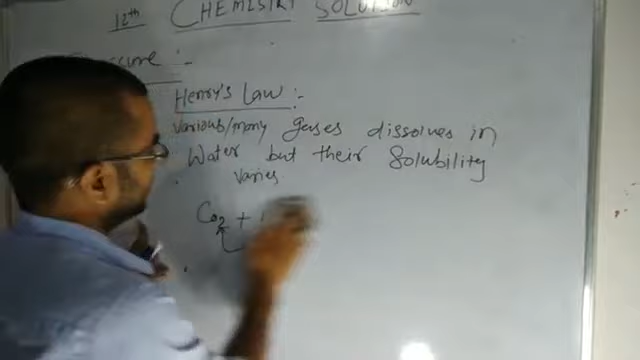 12th CHEMISTRY SOLUTION
Henry's Law :-
various/many gases dissolves in
Water but their Solubility
varies
CO2 +